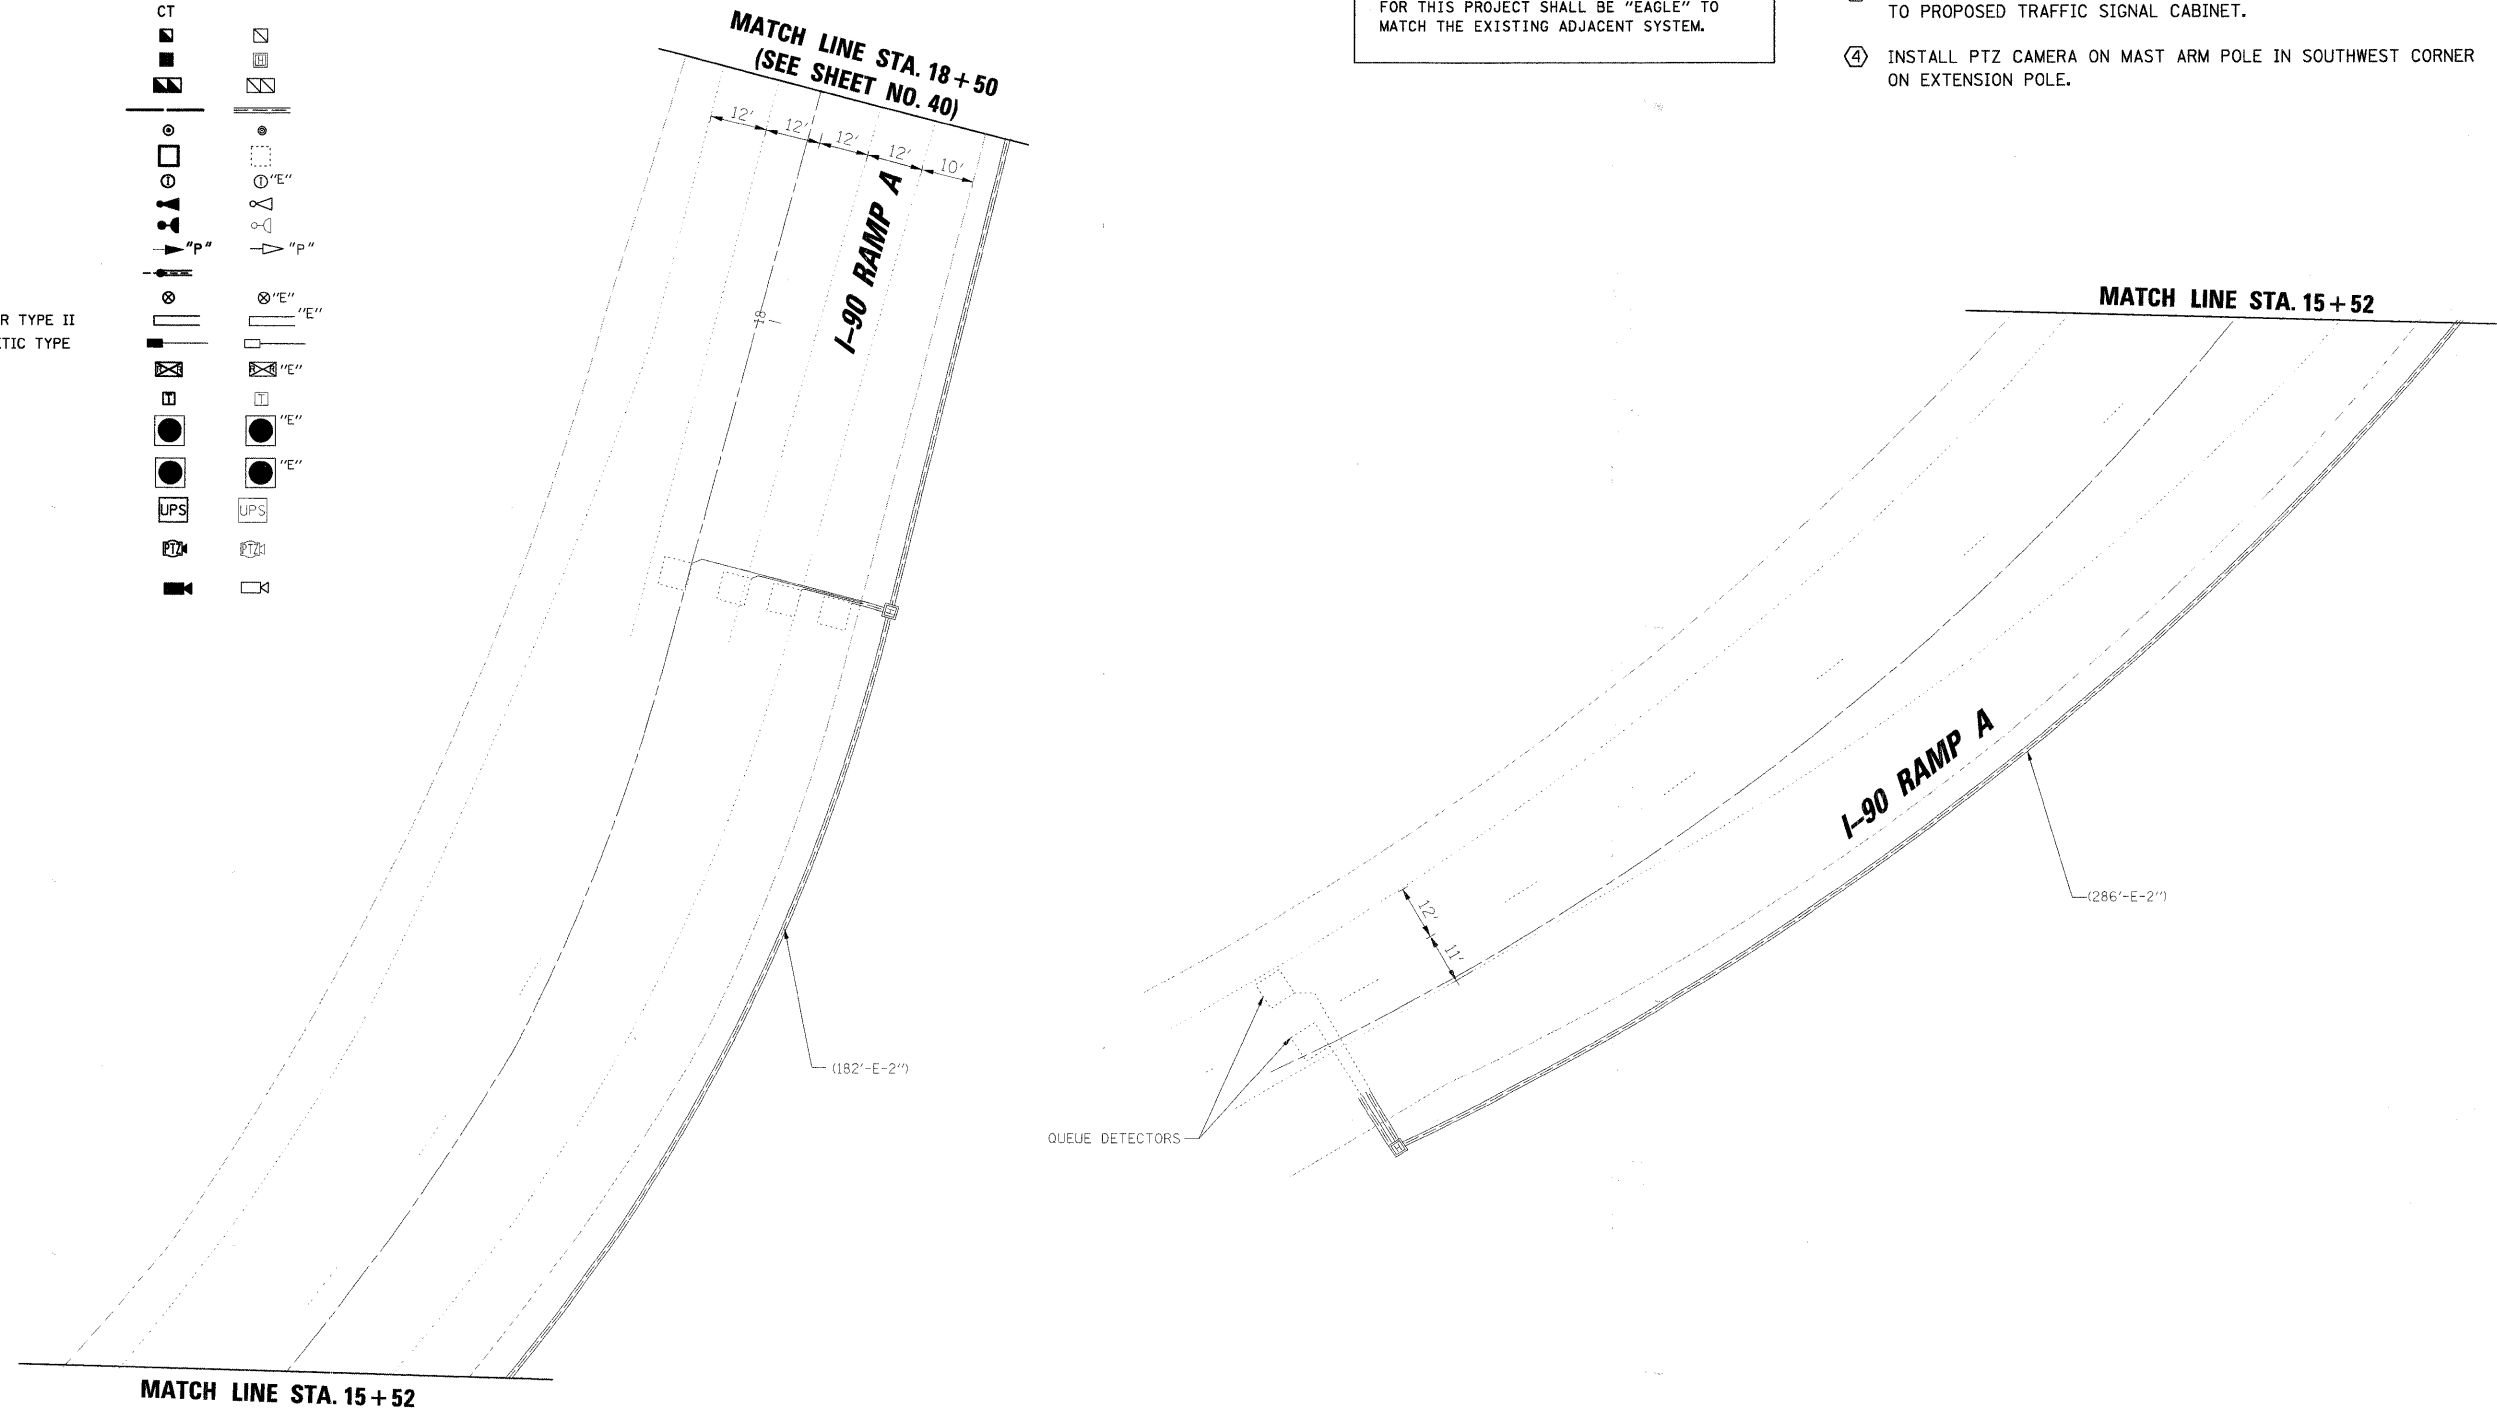 CT
"E"
"P" "P"
"E"
R TYPE II "E"
TIC TYPE
"E"
T T
"E"
"E"
UPS UPS
PTZ PTZ
MATCH LINE STA. 18+50
(SEE SHEET NO. 40)
12' 12' 12' 12' 10'
I-90 RAMP A
18
(182'-E-2")
MATCH LINE STA. 15+52
FOR THIS PROJECT SHALL BE "EAGLE" TO
MATCH THE EXISTING ADJACENT SYSTEM.
TO PROPOSED TRAFFIC SIGNAL CABINET.
4 INSTALL PTZ CAMERA ON MAST ARM POLE IN SOUTHWEST CORNER
ON EXTENSION POLE.
MATCH LINE STA. 15+52
I-90 RAMP A
(286'-E-2")
12'
11'
QUEUE DETECTORS